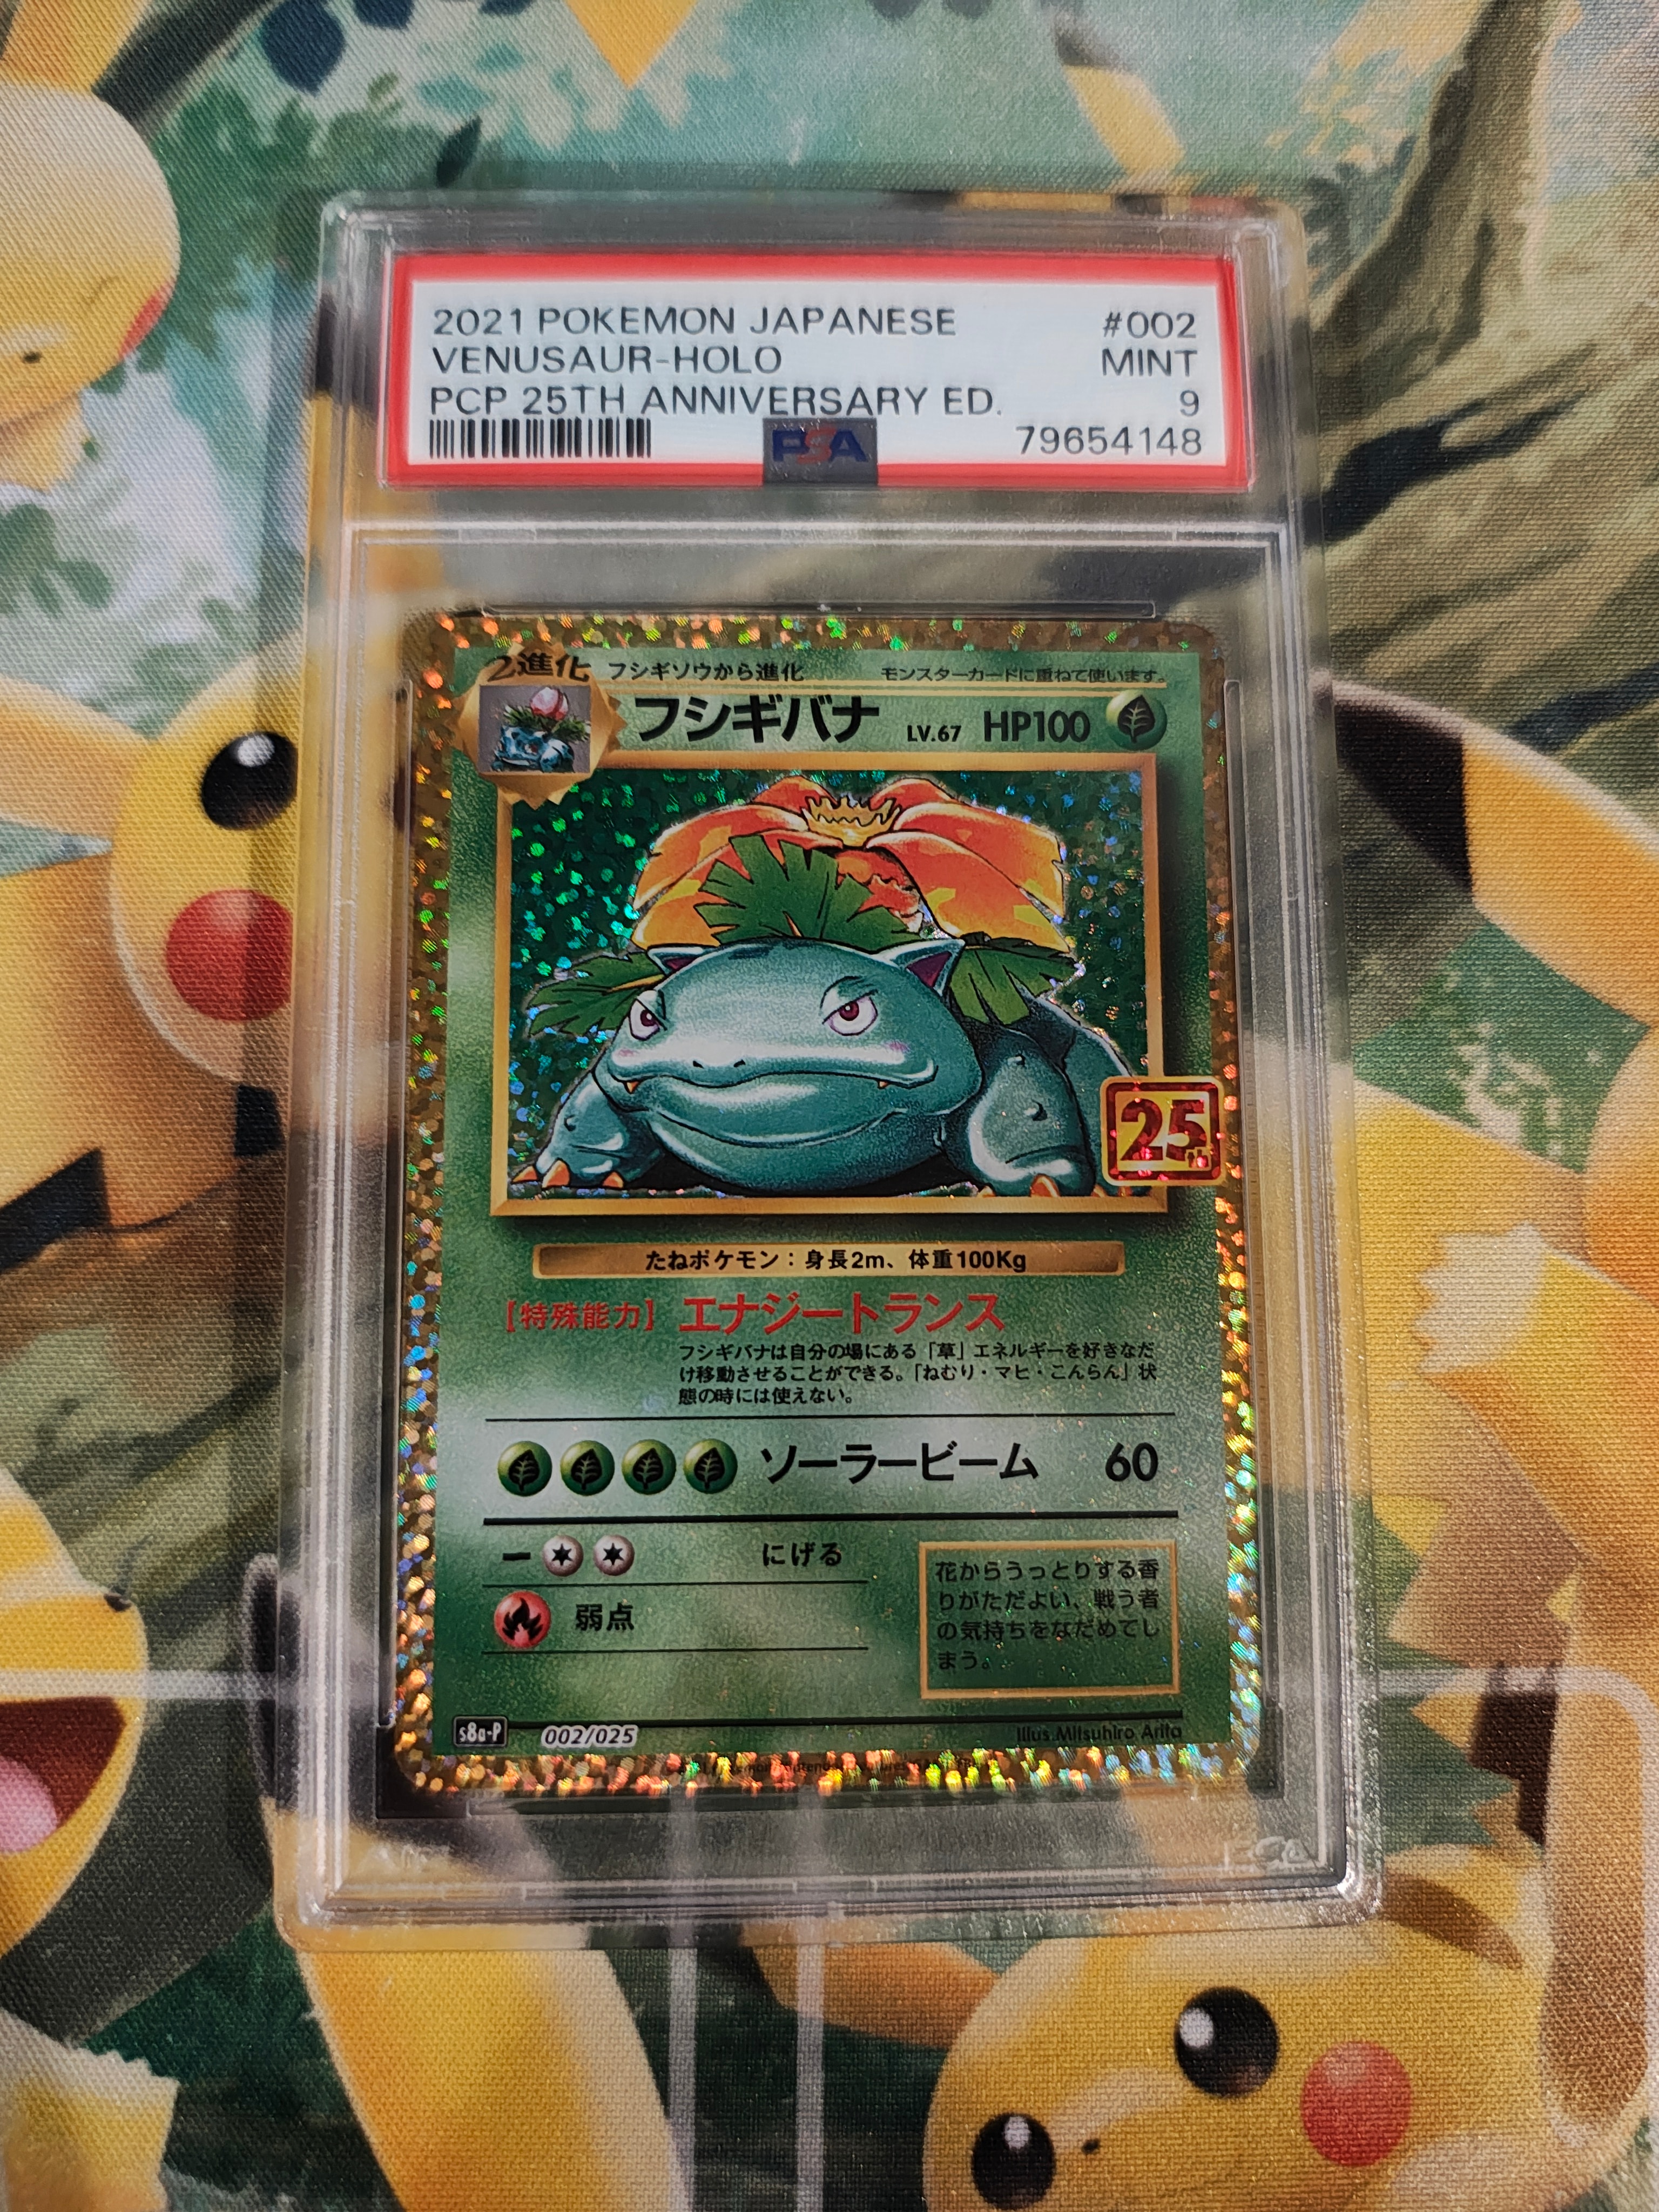 2021 POKEMON JAPANESE #002
VENUSAUR-HOLO MINT
PCP 25TH ANNIVERSARY ED. 9
PSA 79654148
2進化 フシギソウから進化 モンスターカードに重ねて使います。
フシギバナ LV.67 HP100
25th
たねポケモン：身長2m、体重100Kg
【特殊能力】 エナジートランス
フシギバナは自分の場にある「草」エネルギーを好きなだ
け移動させることができる。「ねむり・マヒ・こんらん」状
態の時には使えない。
ソーラービーム 60
ー にげる
弱点
花からうっとりする香
りがただよい、戦う者
の気持ちをなだめてし
まう。
s8a-P 002/025 Illus.Mitsuhiro Arita